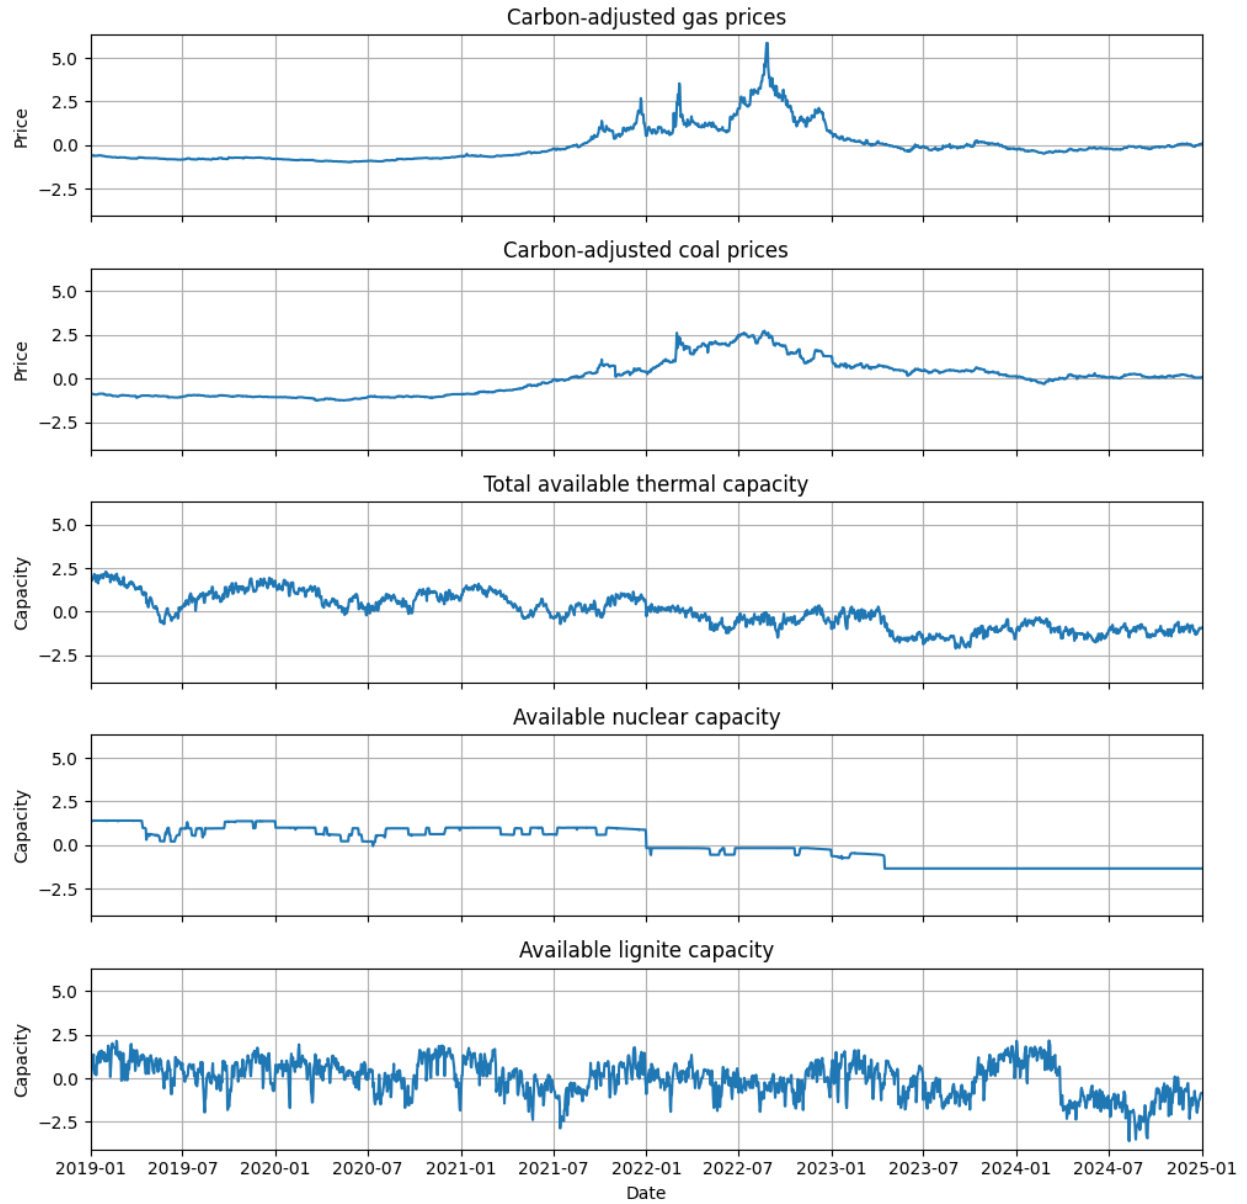 Carbon-adjusted gas prices
5.0
2.5
0.0
−2.5
Price
Carbon-adjusted coal prices
5.0
2.5
0.0
−2.5
Price
Total available thermal capacity
5.0
2.5
0.0
−2.5
Capacity
Available nuclear capacity
5.0
2.5
0.0
−2.5
Capacity
Available lignite capacity
5.0
2.5
0.0
−2.5
Capacity
2019-01 2019-07 2020-01 2020-07 2021-01 2021-07 2022-01 2022-07 2023-01 2023-07 2024-01 2024-07 2025-01
Date